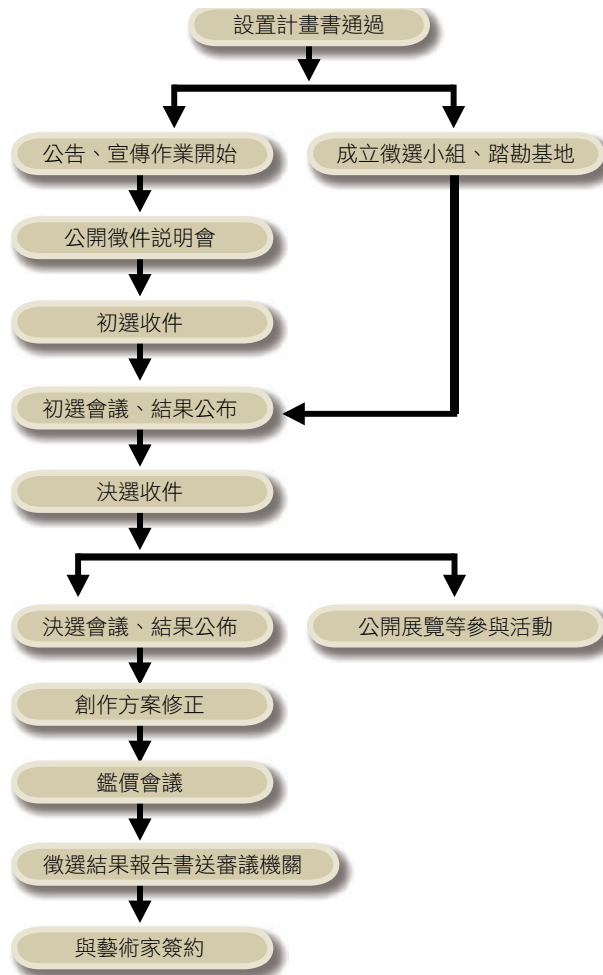 設置計畫書通過
公告、宣傳作業開始
成立徵選小組、踏勘基地
公開徵件說明會
初選收件
初選會議、結果公布
決選收件
決選會議、結果公佈
公開展覽等參與活動
創作方案修正
鑑價會議
徵選結果報告書送審議機關
與藝術家簽約